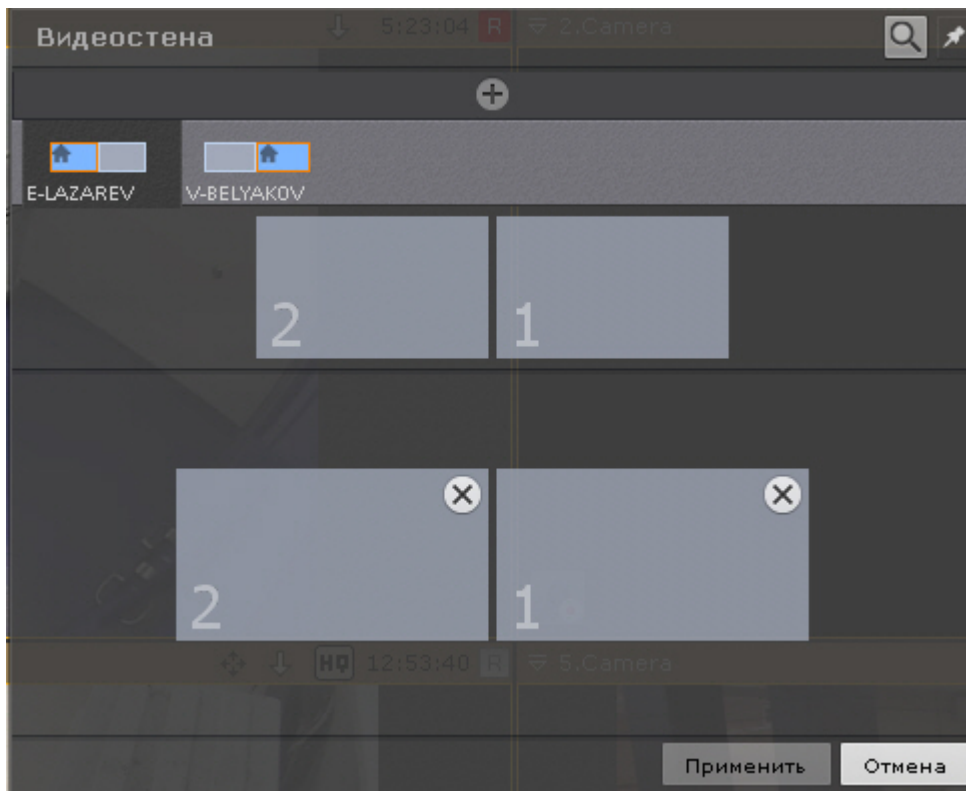 Видеостена
5:23:04 R 2.Camera
E-LAZAREV V-BELYAKOV
2 1
2 1
HQ 12:53:40 R 5.Camera
Применить Отмена